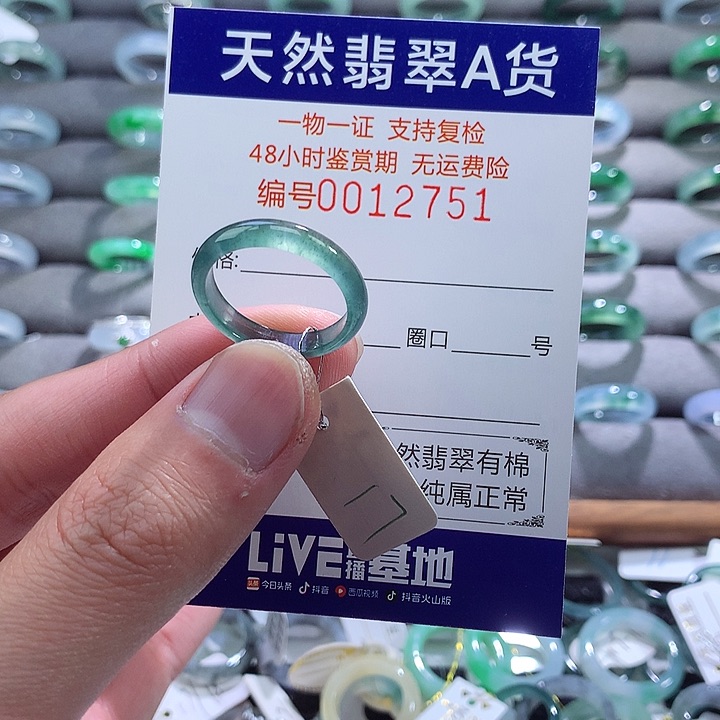 天然翡翠A货
一物一证 支持复检
48小时鉴赏期 无运费险
编号0012751
格:
圈口 号
然翡翠有棉
纯属正常
LiVE播基地
头条 今日头条 抖音 西瓜视频 抖音火山版